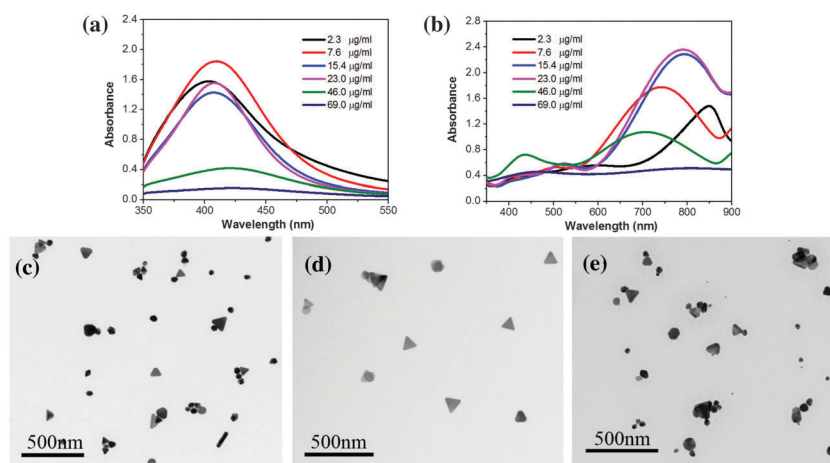 (a)
2.3 µg/ml
7.6 µg/ml
15.4 µg/ml
23.0 µg/ml
46.0 µg/ml
69.0 µg/ml
2.4
2.0
1.6
1.2
0.8
0.4
0.0
Absorbance
350 400 450 500 550
Wavelength (nm)
(b)
2.3 µg/ml
7.6 µg/ml
15.4 µg/ml
23.0 µg/ml
46.0 µg/ml
69.0 µg/ml
2.8
2.4
2.0
1.6
1.2
0.8
0.4
0.0
Absorbance
400 500 600 700 800 900
Wavelength (nm)
(c)
500nm
(d)
500nm
(e)
500nm